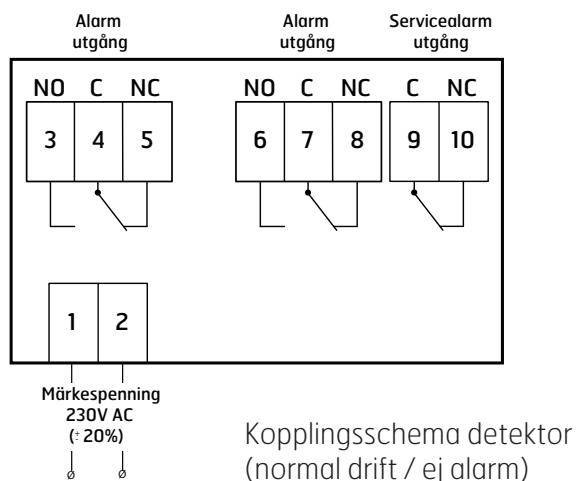 Alarm utgång
Alarm utgång
Servicealarm utgång
NO C NC NO C NC C NC
3 4 5 6 7 8 9 10
1 2
Märkespenning
230V AC
(± 20%)
ø ø
Kopplingsschema detektor
(normal drift / ej alarm)